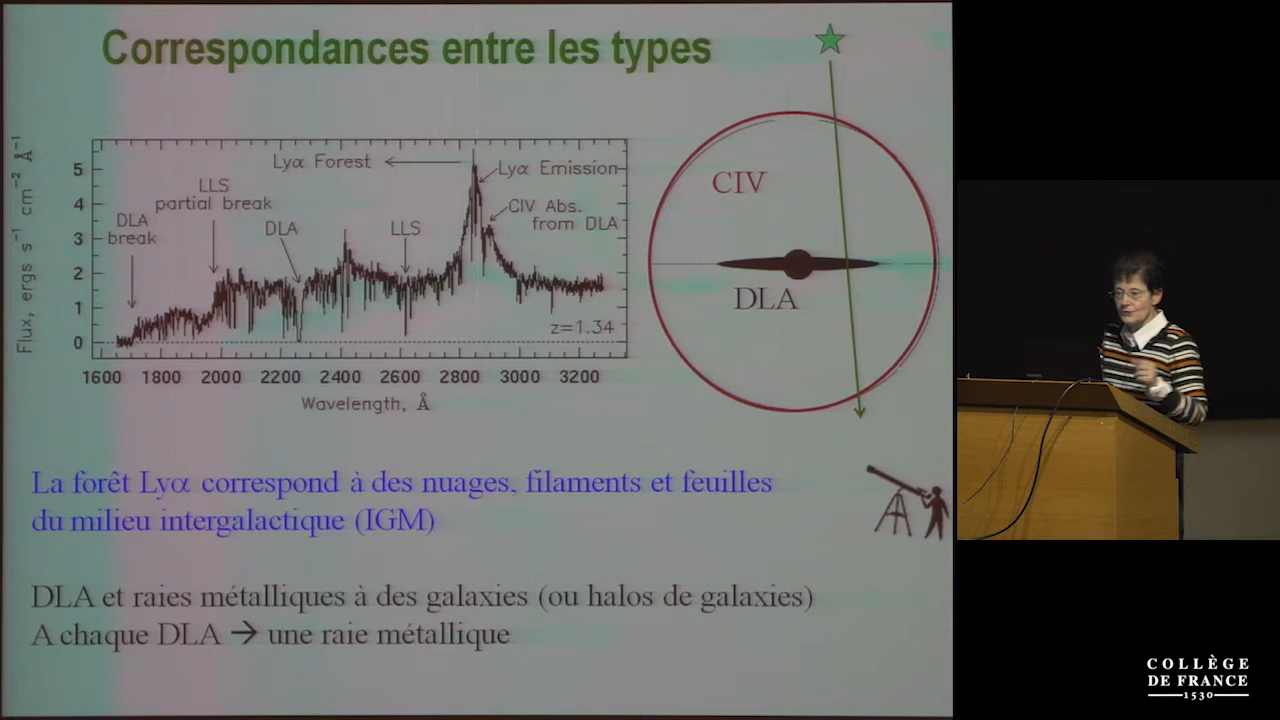 Correspondances entre les types
Flux, ergs s⁻¹ cm⁻² Å⁻¹
5
4
3
2
1
0
Lyα Forest
Lyα Emission
LLS
partial break
DLA
break
DLA
LLS
CIV Abs.
from DLA
z=1.34
1600 1800 2000 2200 2400 2600 2800 3000 3200
Wavelength, Å
CIV
DLA
La forêt Lyα correspond à des nuages, filaments et feuilles
du milieu intergalactique (IGM)
DLA et raies métalliques à des galaxies (ou halos de galaxies)
A chaque DLA → une raie métallique
COLLÈGE
DE FRANCE
1530